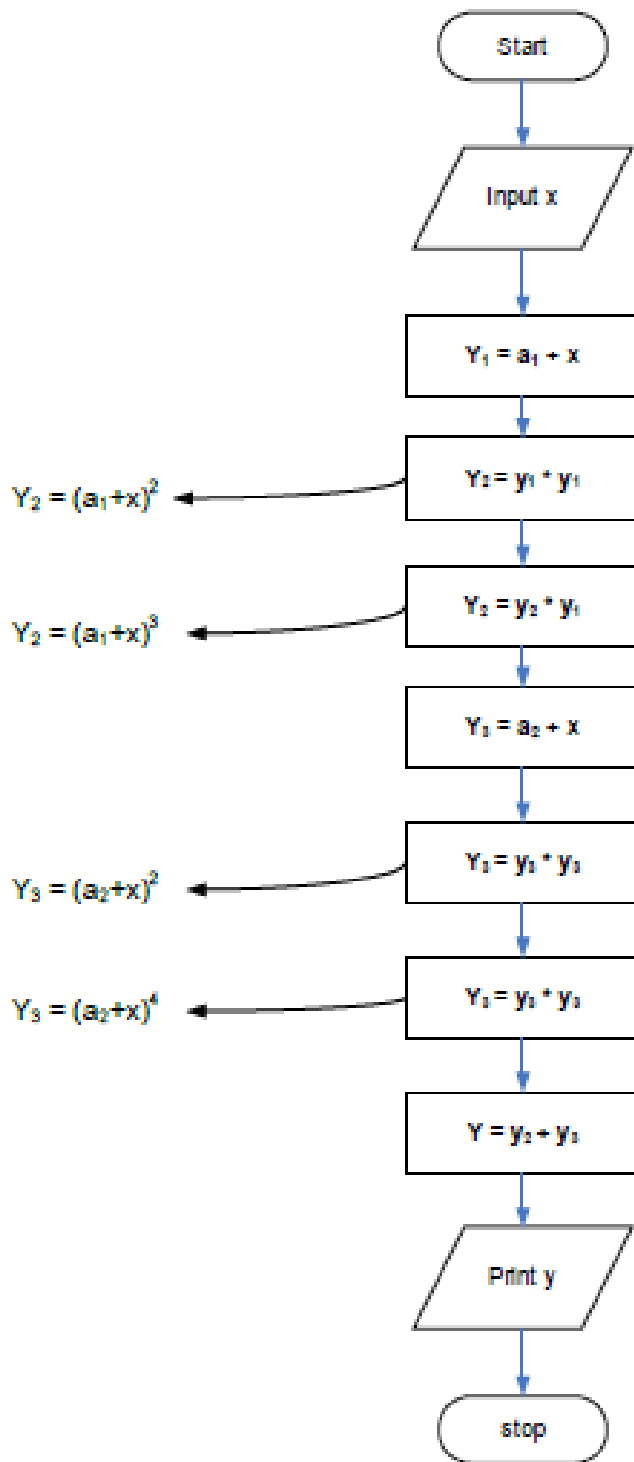 Start
Input x
Y₁ = a₁ + x
Y₂ = y₁ * y₁
Y₂ = (a₁+x)²
Y₂ = y₂ * y₁
Y₂ = (a₁+x)³
Y₃ = a₂ + x
Y₃ = y₃ * y₃
Y₃ = (a₂+x)²
Y₃ = y₃ * y₃
Y₃ = (a₂+x)⁴
Y = y₂ + y₃
Print y
stop